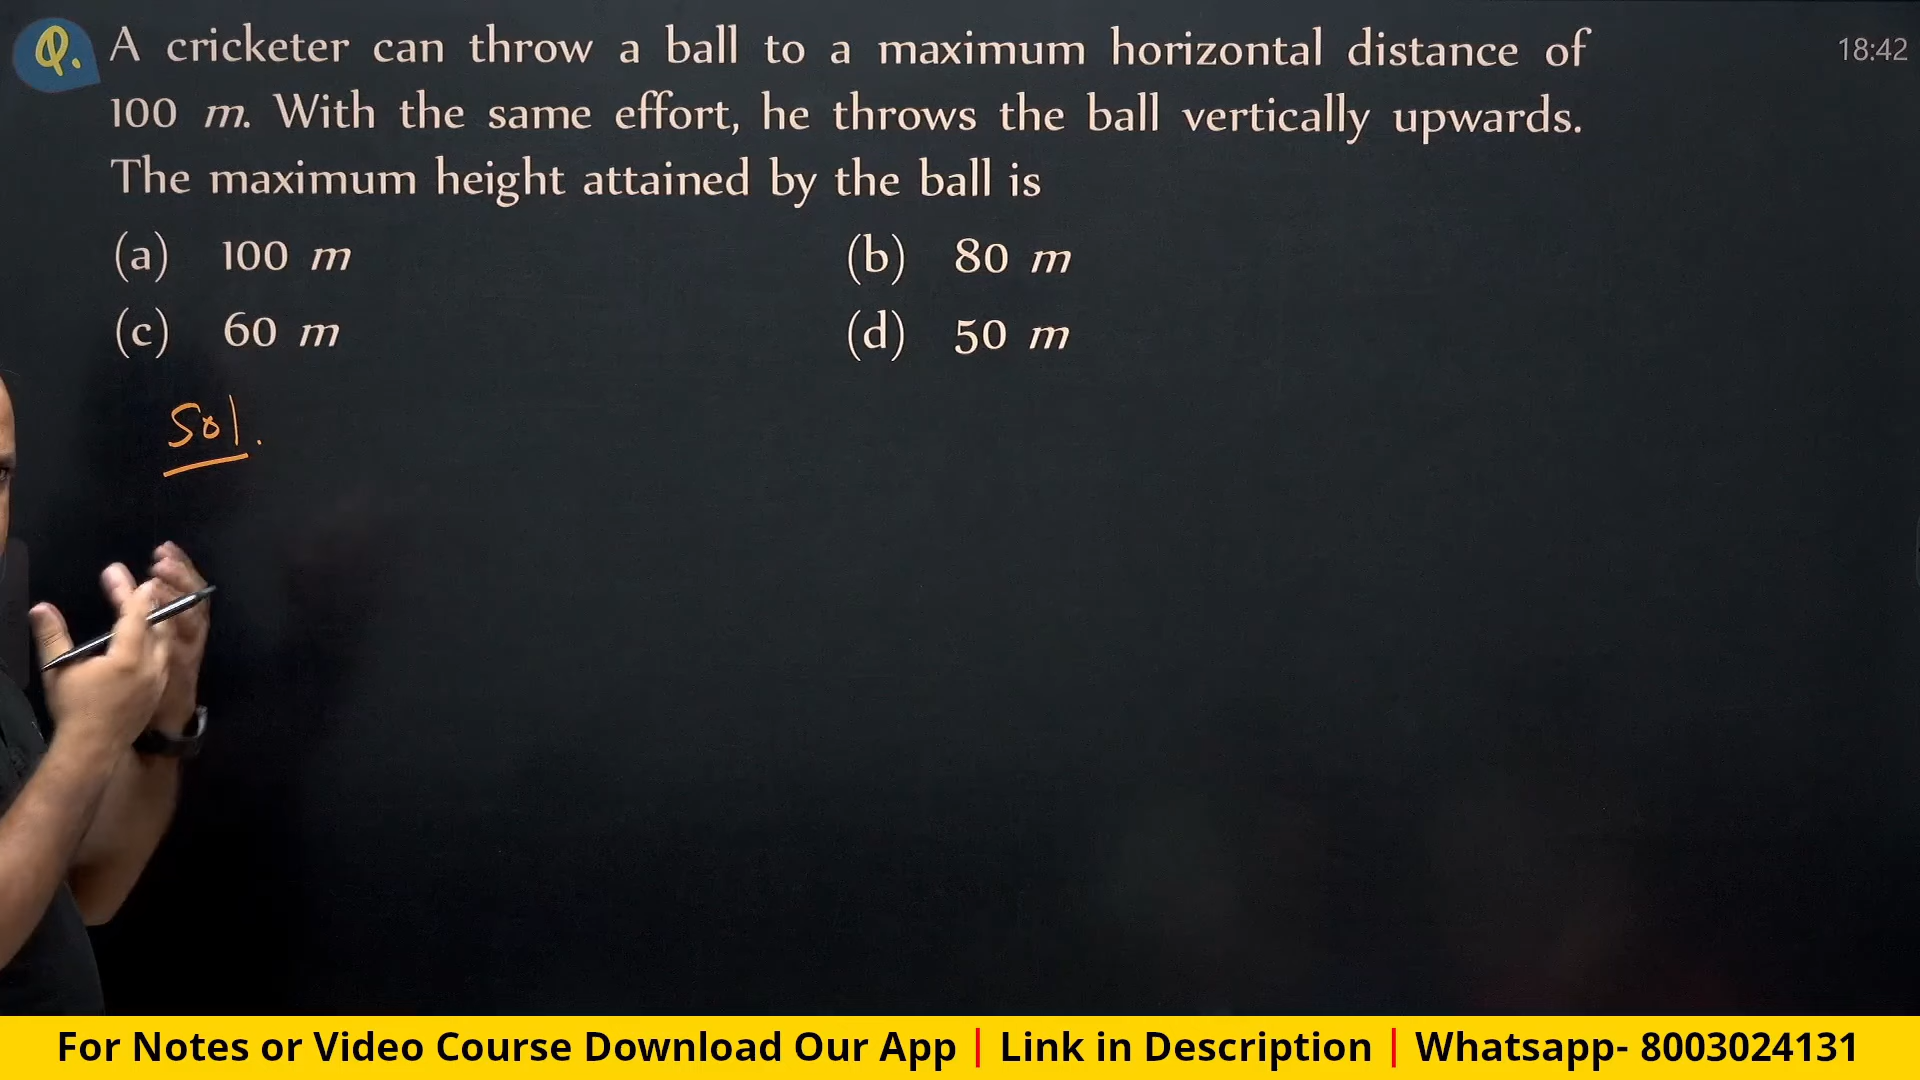 Q. A cricketer can throw a ball to a maximum horizontal distance of
18:42
100 m. With the same effort, he throws the ball vertically upwards.
The maximum height attained by the ball is
(a) 100 m (b) 80 m
(c) 60 m (d) 50 m
Sol.
For Notes or Video Course Download Our App | Link in Description | Whatsapp- 8003024131